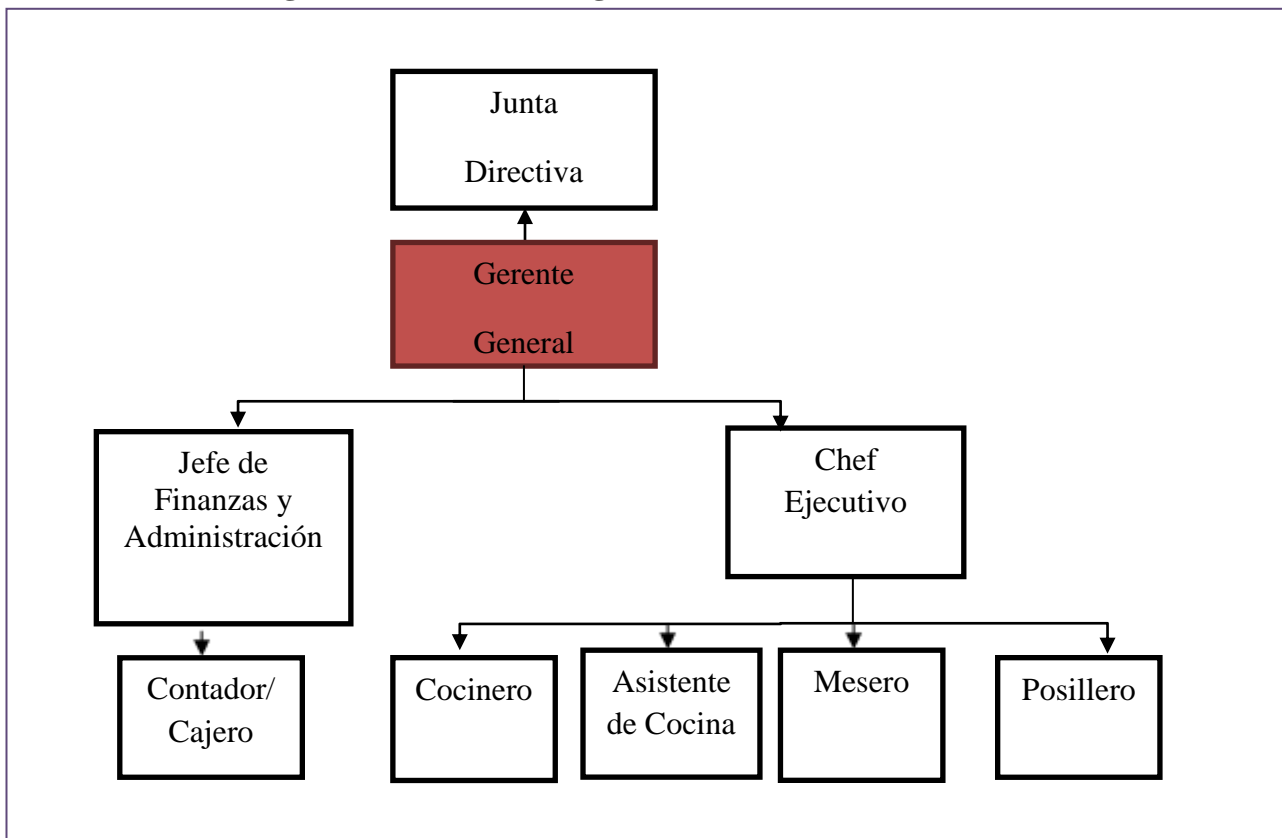 Junta
Directiva
Gerente
General
Jefe de
Finanzas y
Administración
Chef
Ejecutivo
Contador/
Cajero
Cocinero
Asistente
de Cocina
Mesero
Posillero